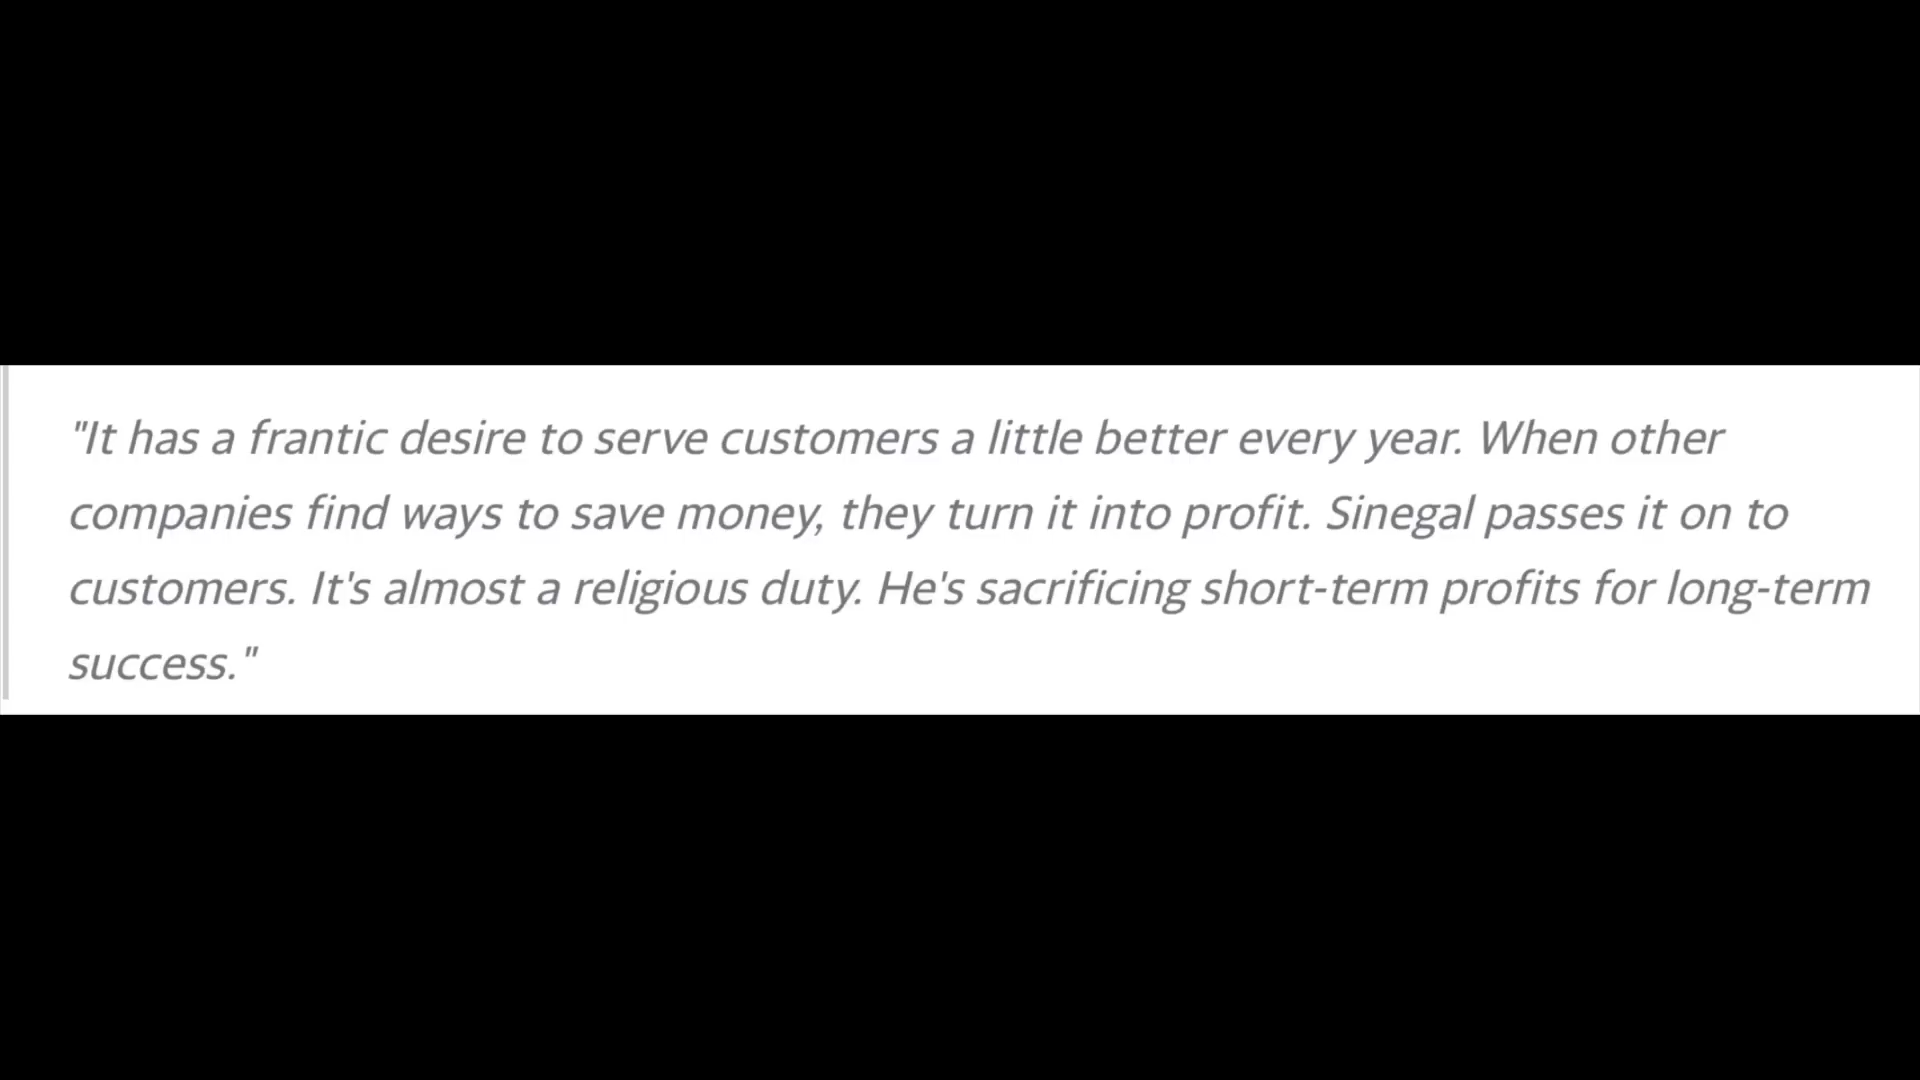 "It has a frantic desire to serve customers a little better every year. When other
companies find ways to save money, they turn it into profit. Sinegal passes it on to
customers. It's almost a religious duty. He's sacrificing short-term profits for long-term
success."